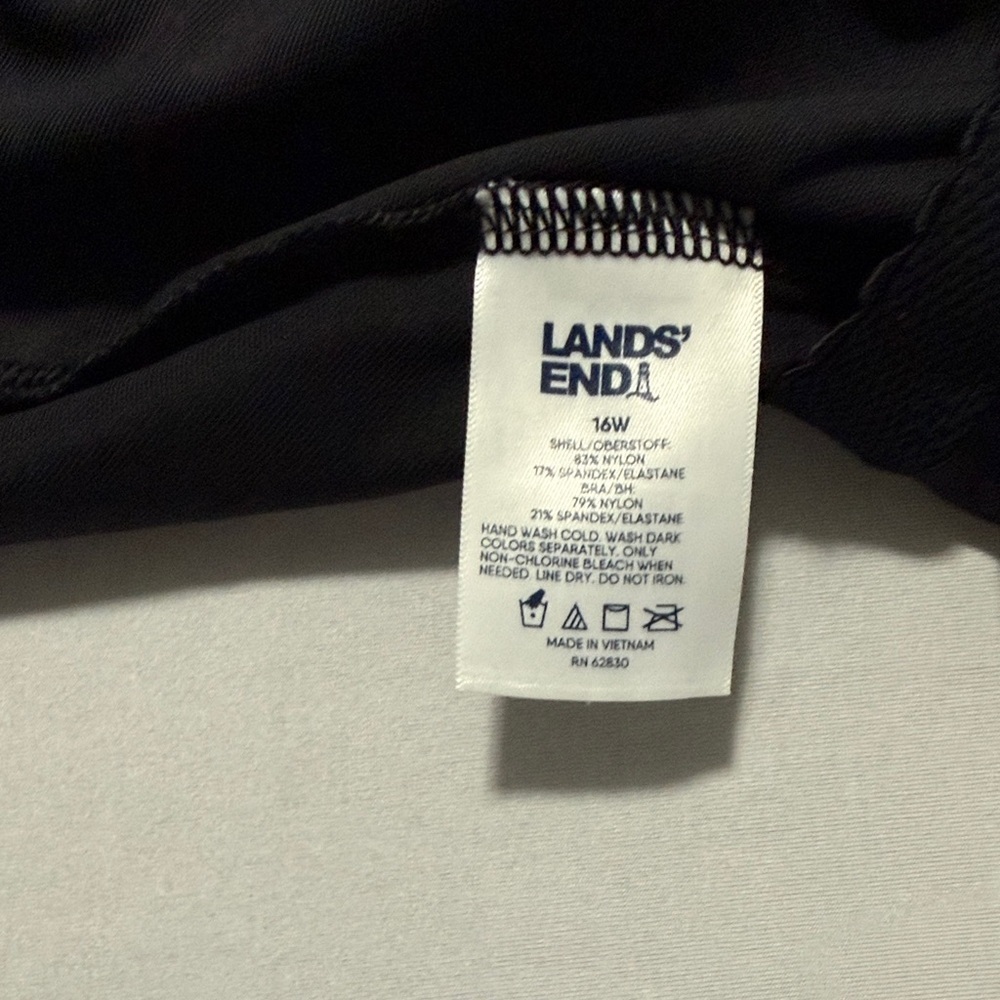 LANDS'
END
16W
SHELL/OBERSTOFF:
83% NYLON
17% SPANDEX/ELASTANE
BRA/BH:
79% NYLON
21% SPANDEX/ELASTANE
HAND WASH COLD. WASH DARK
COLORS SEPARATELY. ONLY
NON-CHLORINE BLEACH WHEN
NEEDED. LINE DRY. DO NOT IRON.
MADE IN VIETNAM
RN 62830